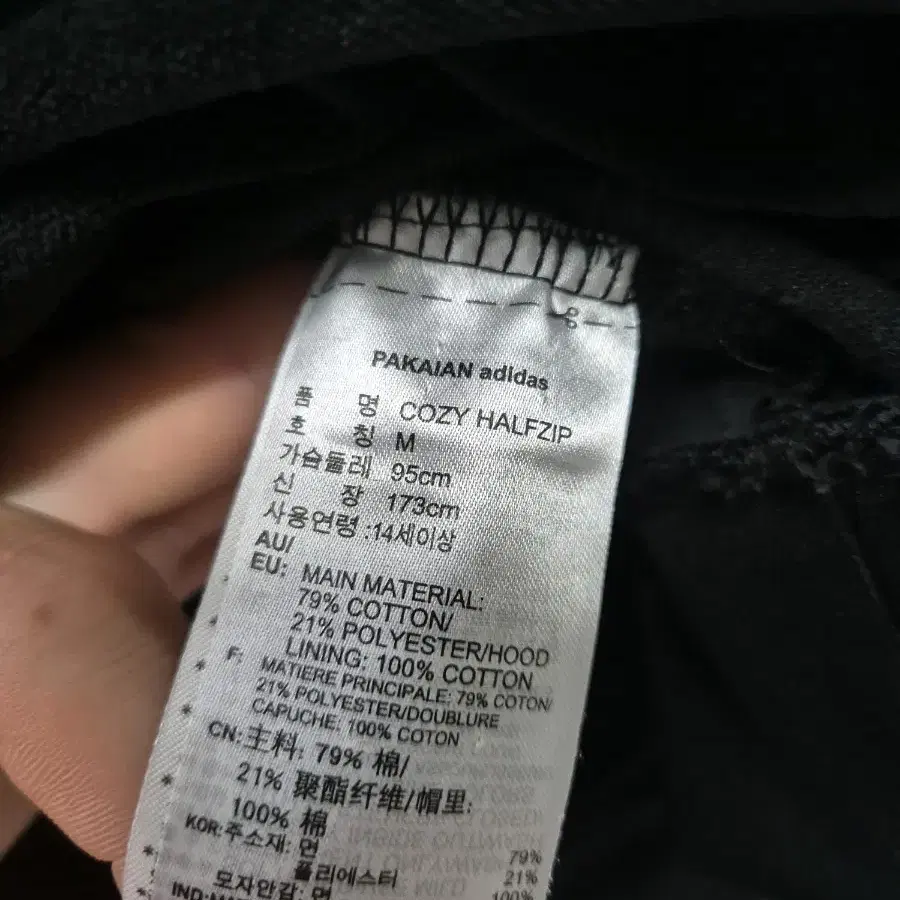 PAKAIAN adidas
품 명 COZY HALFZIP
호 칭 M
가슴둘레 95cm
신 장 173cm
사용연령 :14세이상
AU/
EU: MAIN MATERIAL:
79% COTTON/
21% POLYESTER/HOOD
LINING: 100% COTTON
F: MATIERE PRINCIPALE: 79% COTON/
21% POLYESTER/DOUBLURE
CAPUCHE: 100% COTON
CN:主料: 79% 棉/
21% 聚酯纤维/帽里:
100% 棉
KOR:주소재: 면 79%
폴리에스터 21%
모자안감: 면 100%